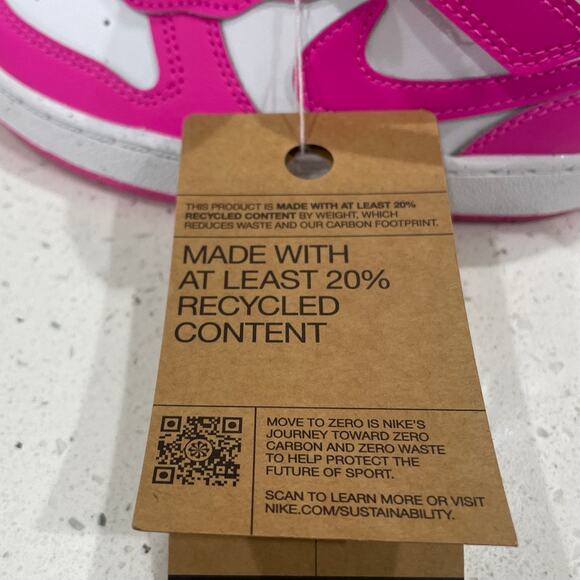 THIS PRODUCT IS MADE WITH AT LEAST 20%
RECYCLED CONTENT BY WEIGHT, WHICH
REDUCES WASTE AND OUR CARBON FOOTPRINT.
MADE WITH
AT LEAST 20%
RECYCLED
CONTENT
MOVE TO ZERO IS NIKE'S
JOURNEY TOWARD ZERO
CARBON AND ZERO WASTE
TO HELP PROTECT THE
FUTURE OF SPORT.
SCAN TO LEARN MORE OR VISIT
NIKE.COM/SUSTAINABILITY.